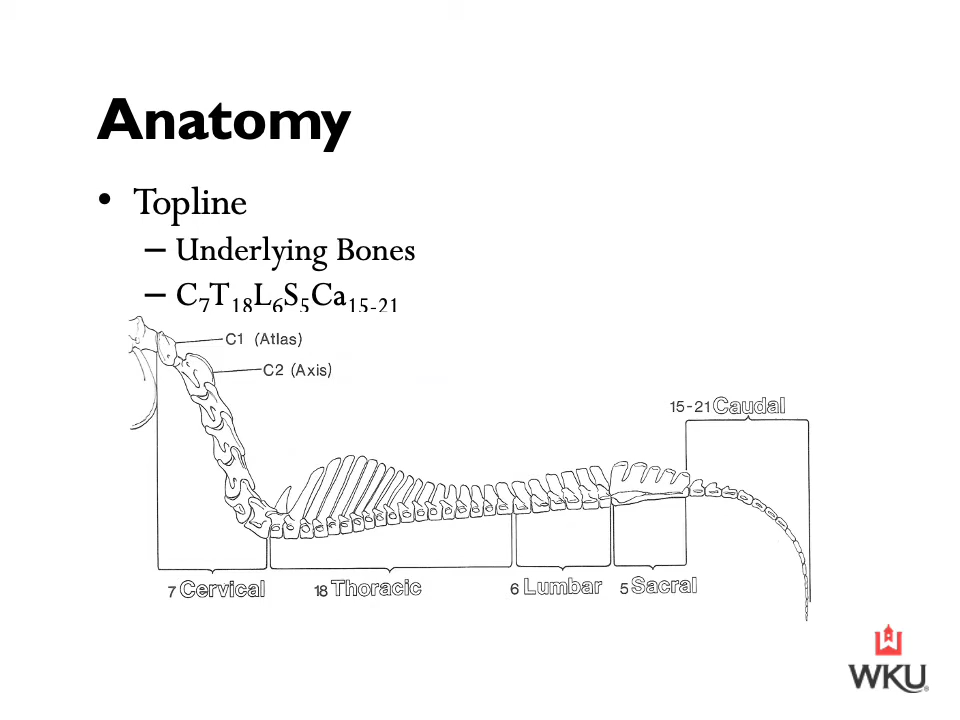 Anatomy
• Topline
– Underlying Bones
– C7T18L6S5Ca15-21
C1 (Atlas)
C2 (Axis)
15-21 Caudal
7 Cervical 18 Thoracic 6 Lumbar 5 Sacral
WKU®